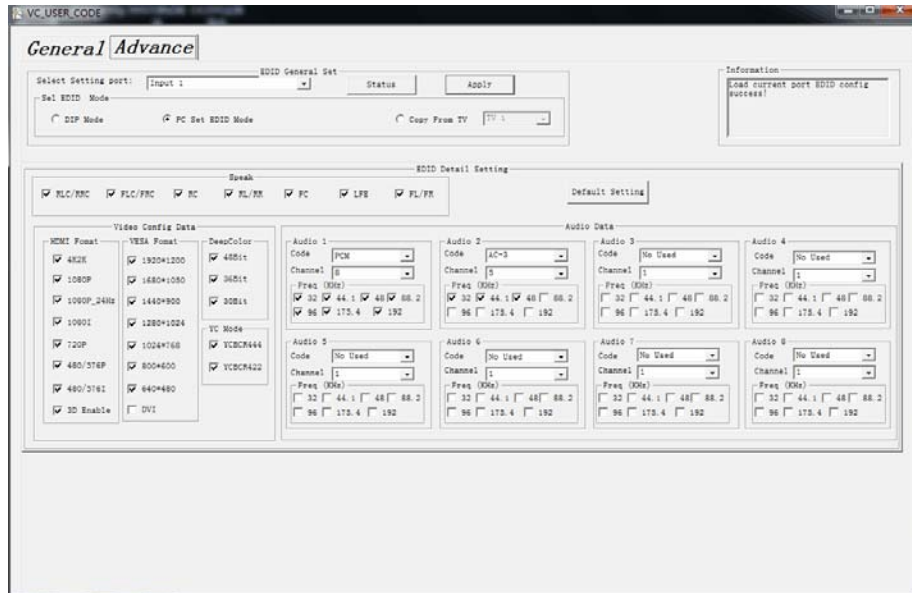 VC_USER_CODE
General Advance
EDID General Set
Select Setting port: Input 1 Status Apply
Sel EDID Mode
DIP Mode PC Set EDID Mode Copy From TV TV 1
Information
Load current port EDID config
success!
EDID Detail Setting
Speak
RLC/RRC FLC/FRC RC RL/RR FC LFE FL/FR
Default Setting
Video Config Data
HDMI Fomat
4K2K
1080P
1080P_24Hz
1080I
720P
480/576P
480/576I
3D Enable
VESA Fomat
1920*1200
1680*1050
1440*900
1280*1024
1024*768
800*600
640*480
DVI
DeepColor
48Bit
36Bit
30Bit
YC Mode
YCBCR444
YCBCR422
Audio Data
Audio 1
Code PCM
Channel 8
Freq (KHz)
32 44.1 48 88.2
96 175.4 192
Audio 2
Code AC-3
Channel 5
Freq (KHz)
32 44.1 48 88.2
96 175.4 192
Audio 3
Code No Used
Channel 1
Freq (KHz)
32 44.1 48 88.2
96 175.4 192
Audio 4
Code No Used
Channel 1
Freq (KHz)
32 44.1 48 88.2
96 175.4 192
Audio 5
Code No Used
Channel 1
Freq (KHz)
32 44.1 48 88.2
96 175.4 192
Audio 6
Code No Used
Channel 1
Freq (KHz)
32 44.1 48 88.2
96 175.4 192
Audio 7
Code No Used
Channel 1
Freq (KHz)
32 44.1 48 88.2
96 175.4 192
Audio 8
Code No Used
Channel 1
Freq (KHz)
32 44.1 48 88.2
96 175.4 192